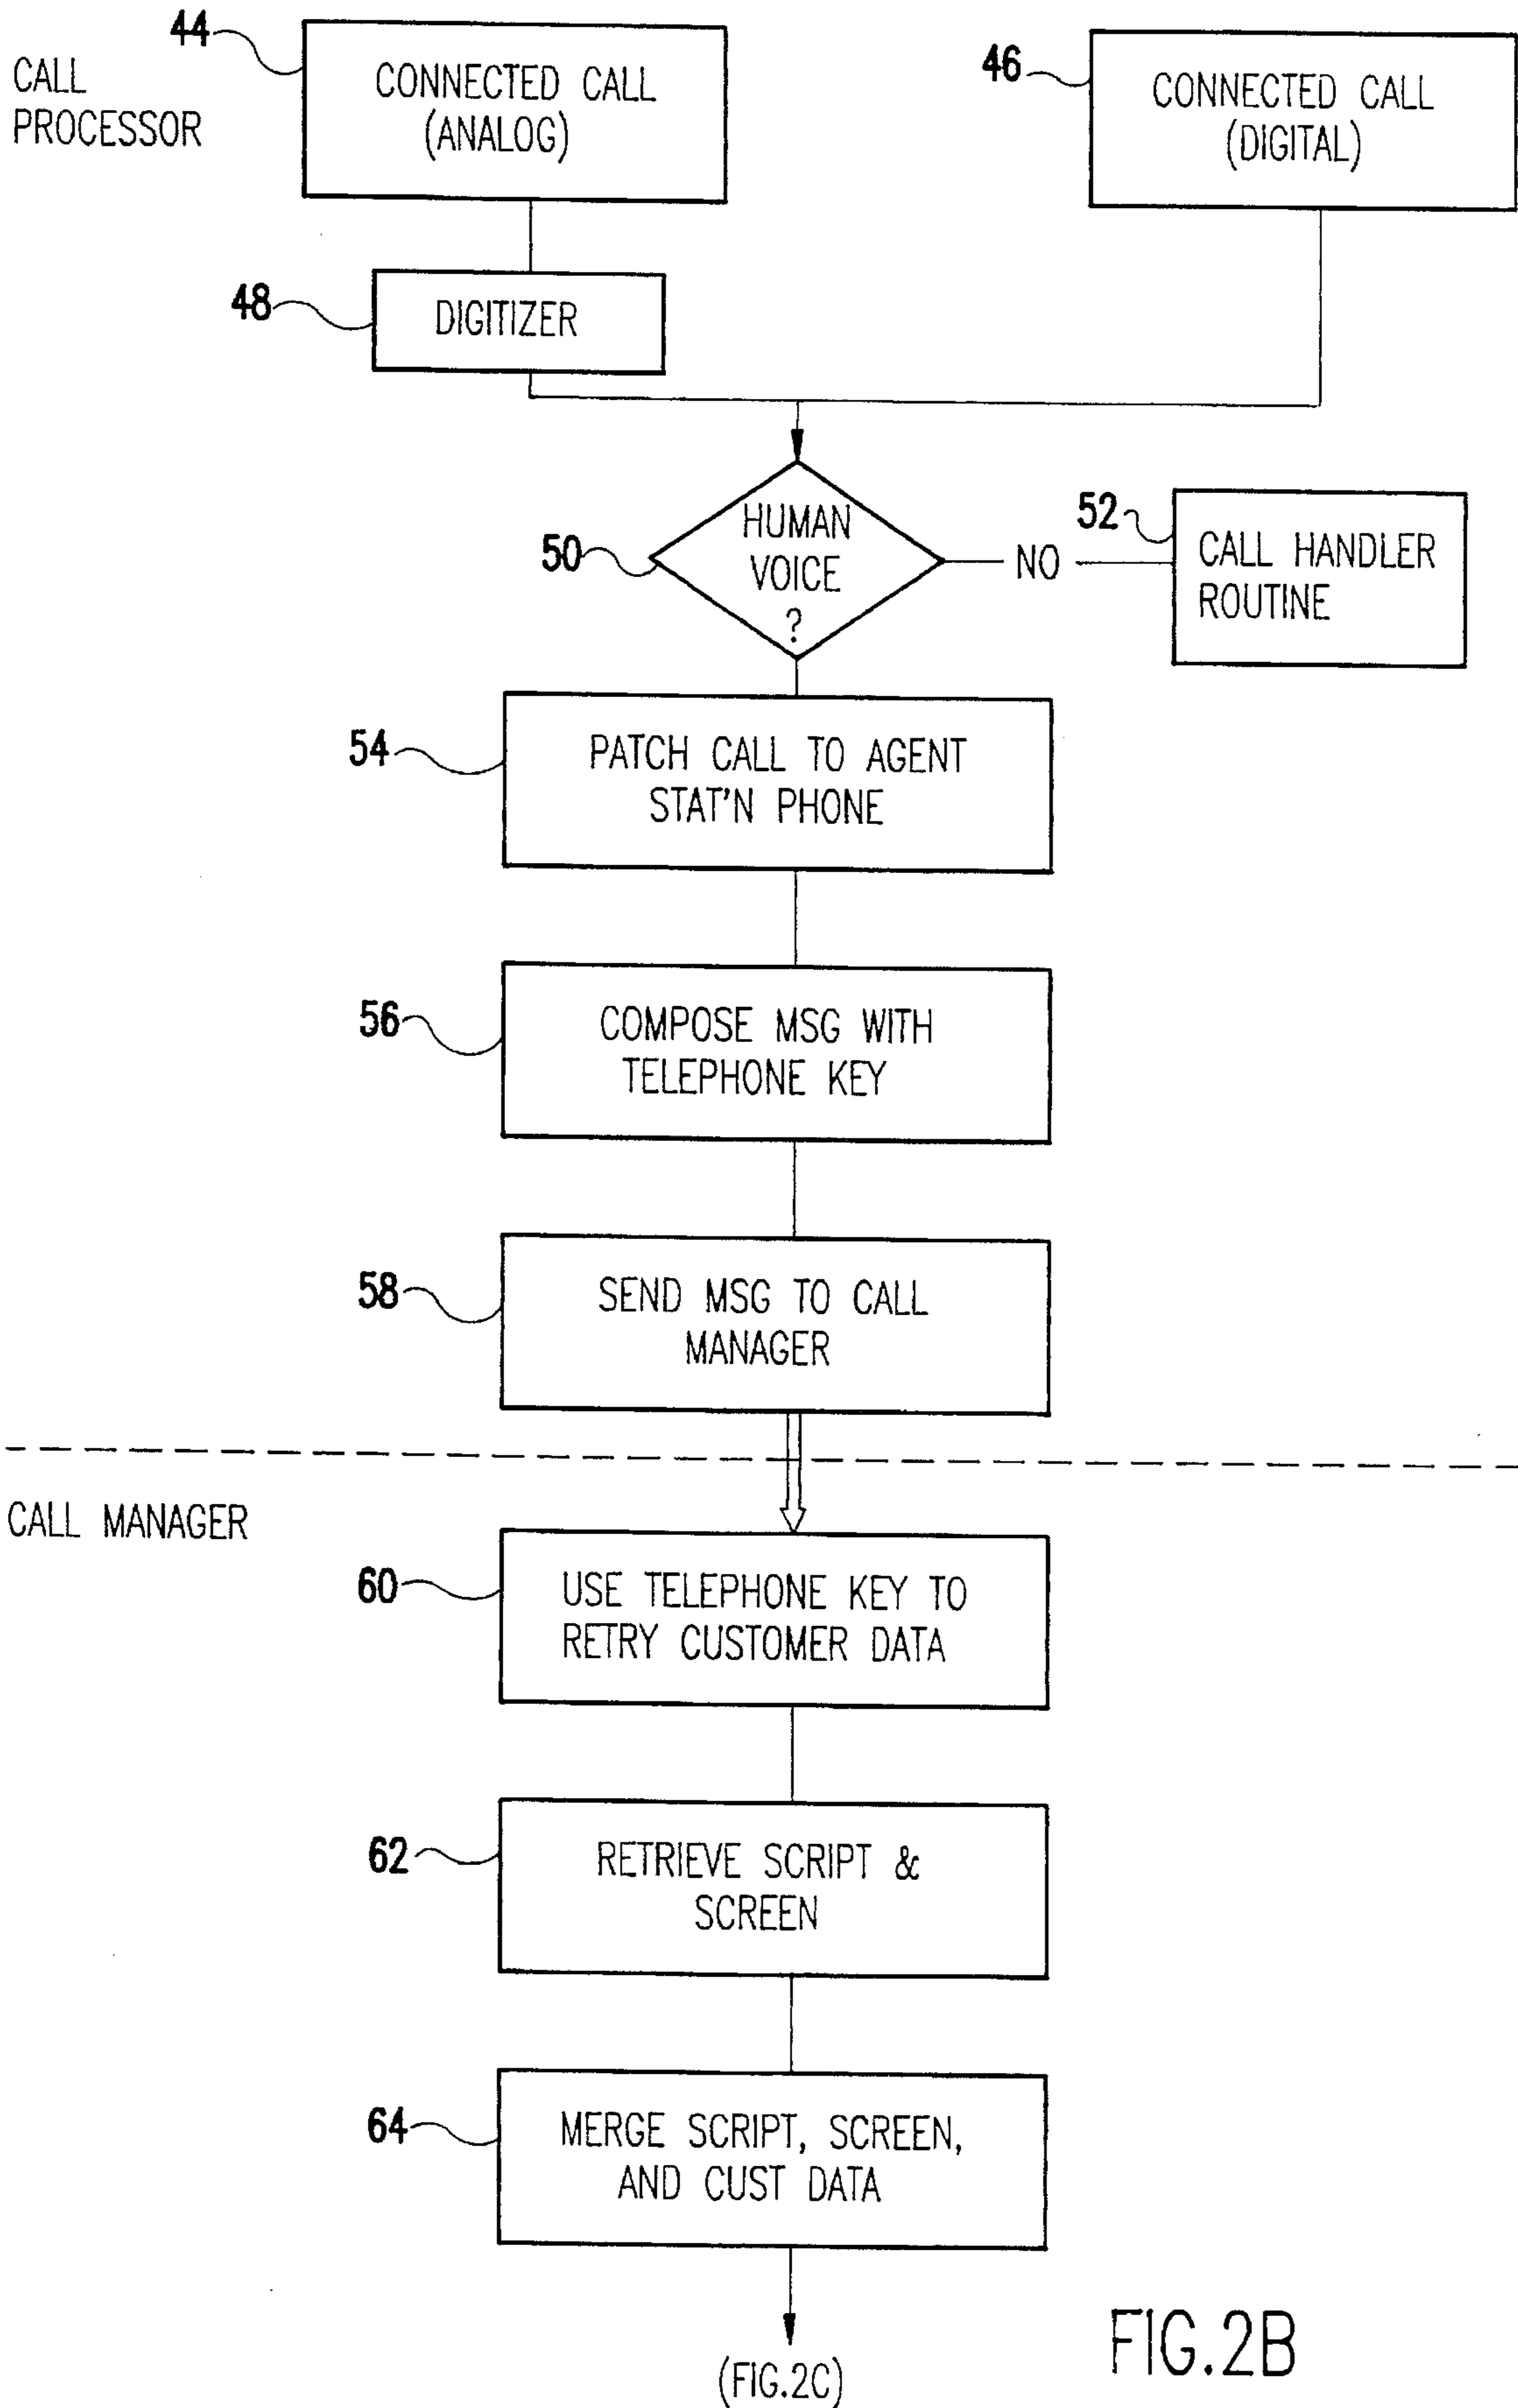 44
CALL
PROCESSOR
CONNECTED CALL
(ANALOG)
46
CONNECTED CALL
(DIGITAL)
48
DIGITIZER
50
HUMAN
VOICE
?
NO
52
CALL HANDLER
ROUTINE
54
PATCH CALL TO AGENT
STAT'N PHONE
56
COMPOSE MSG WITH
TELEPHONE KEY
58
SEND MSG TO CALL
MANAGER
CALL MANAGER
60
USE TELEPHONE KEY TO
RETRY CUSTOMER DATA
62
RETRIEVE SCRIPT &
SCREEN
64
MERGE SCRIPT, SCREEN,
AND CUST DATA
(FIG.2C)
FIG.2B